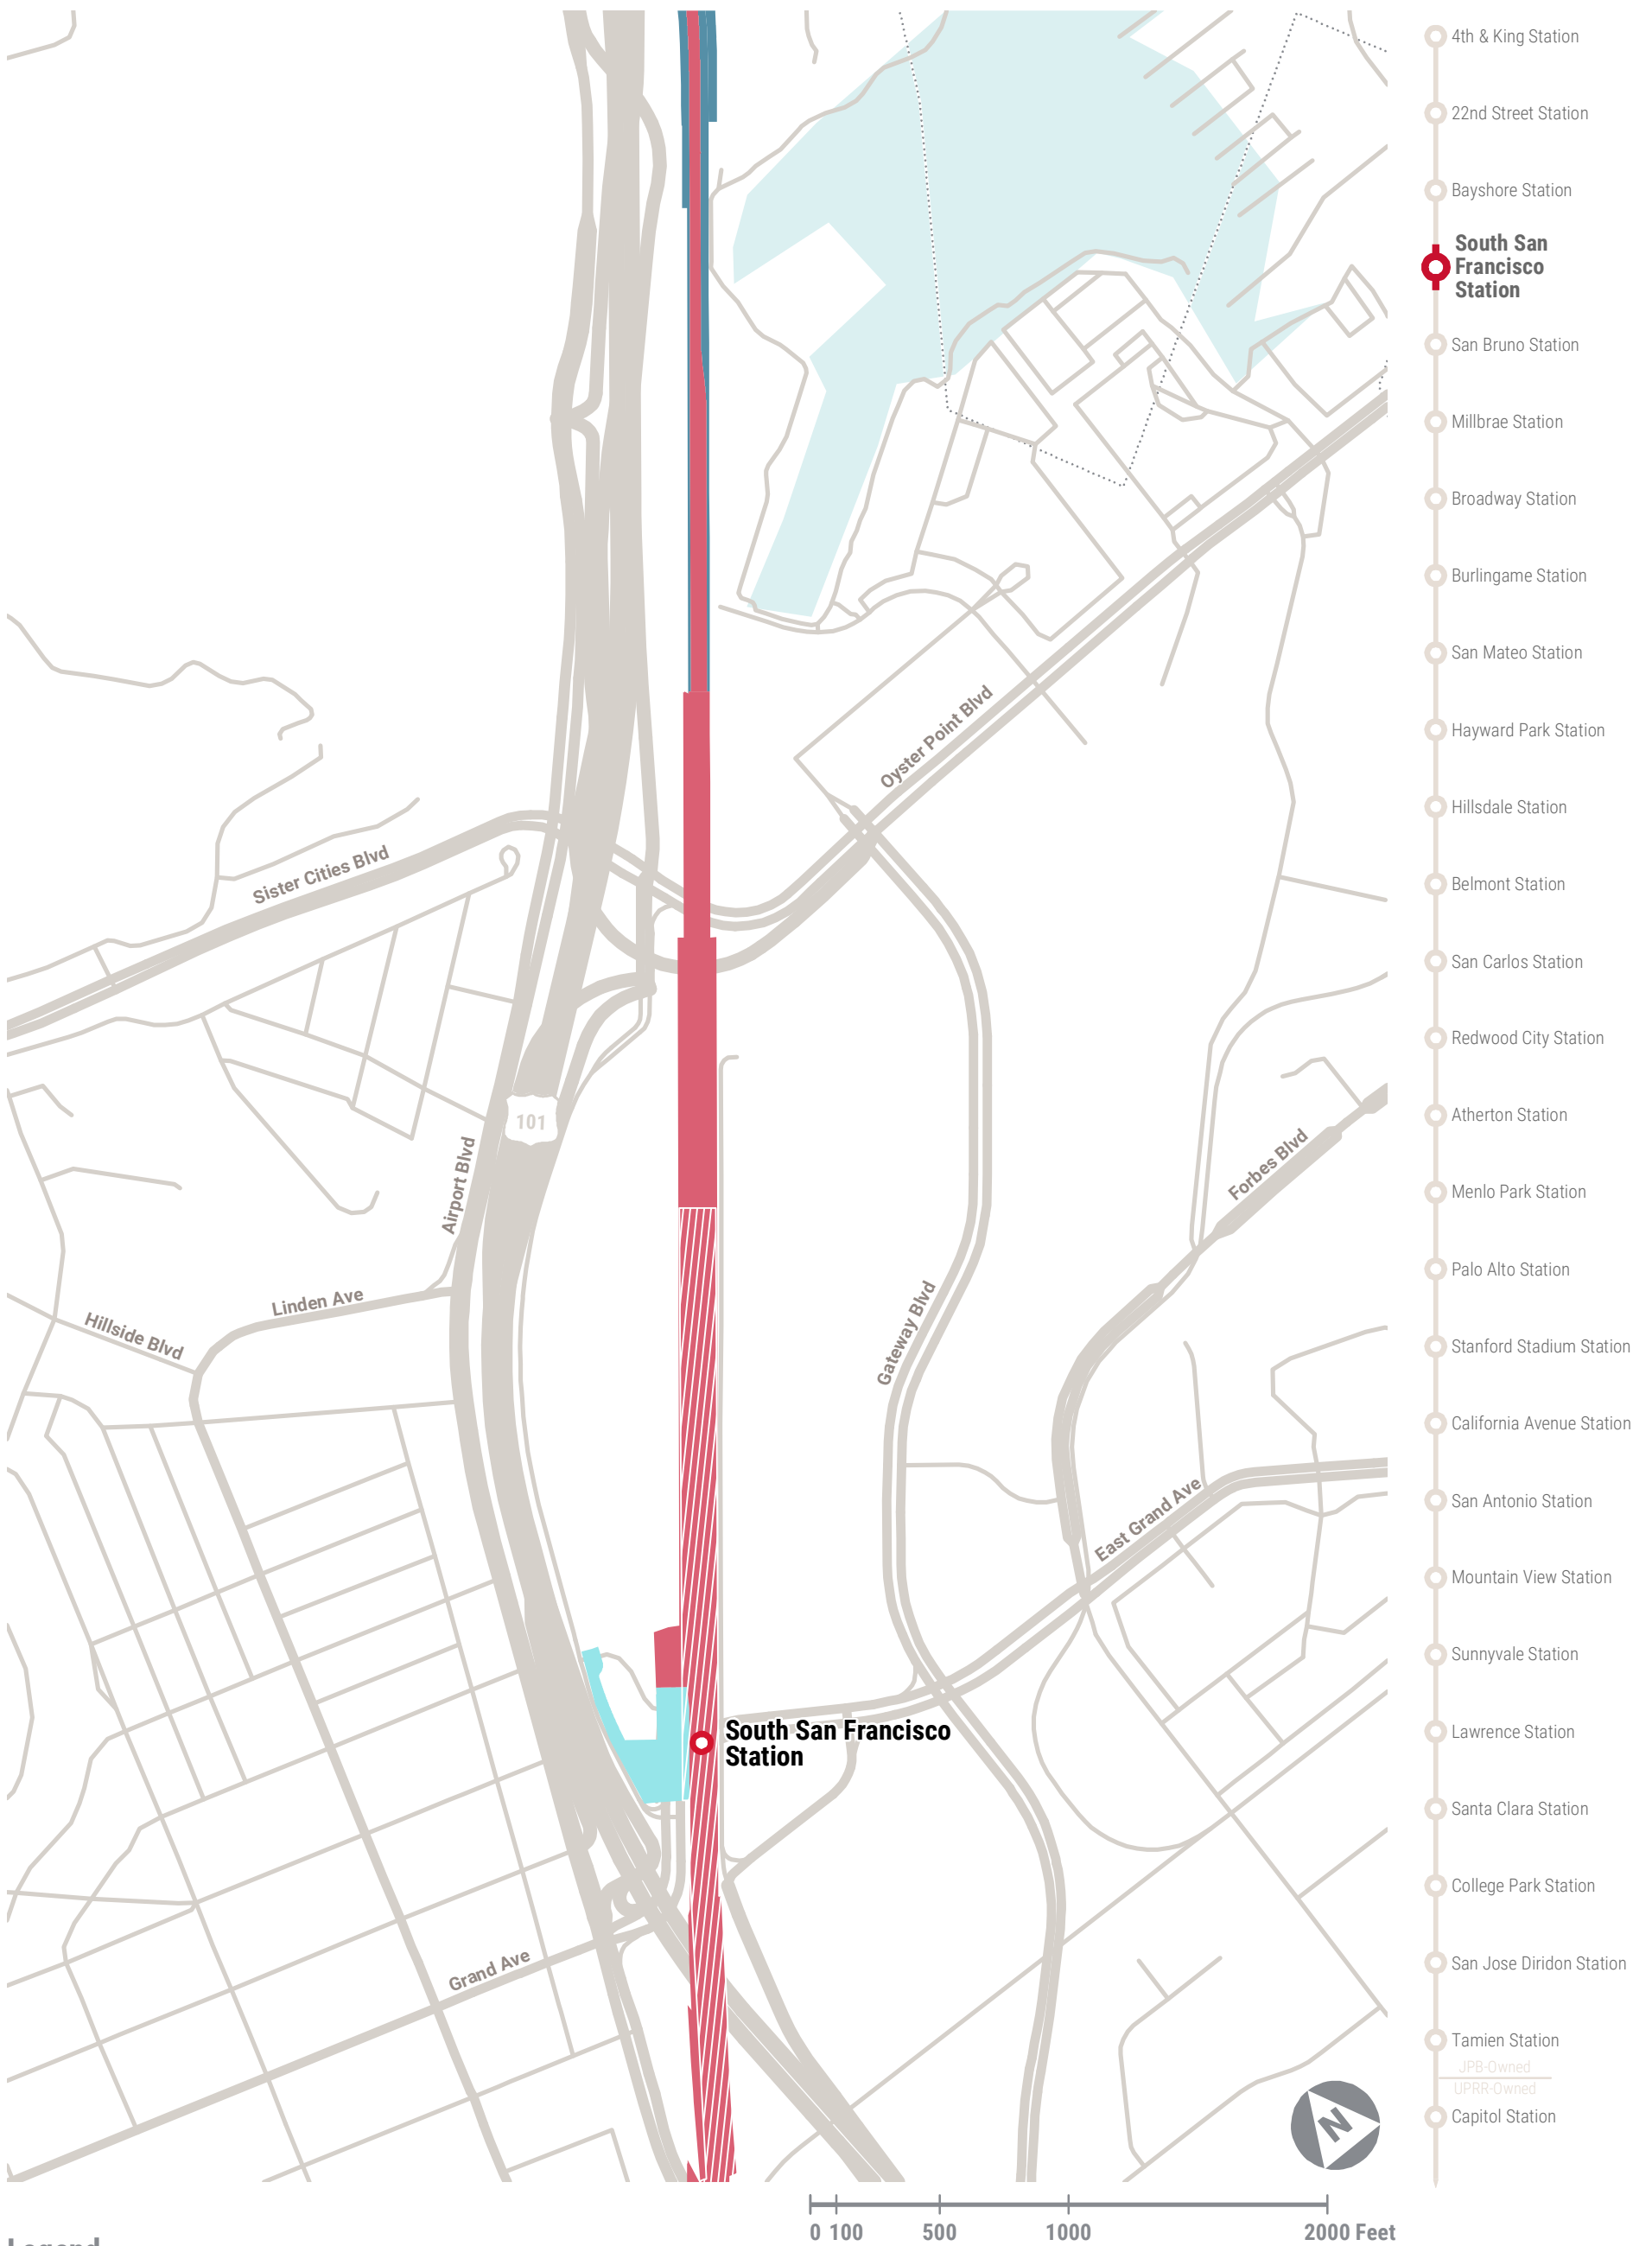 4th & King Station
22nd Street Station
Bayshore Station
South San
Francisco
Station
San Bruno Station
Millbrae Station
Broadway Station
Burlingame Station
San Mateo Station
Hayward Park Station
Hillsdale Station
Belmont Station
San Carlos Station
Redwood City Station
Atherton Station
Menlo Park Station
Palo Alto Station
Stanford Stadium Station
California Avenue Station
San Antonio Station
Mountain View Station
Sunnyvale Station
Lawrence Station
Santa Clara Station
College Park Station
San Jose Diridon Station
Tamien Station
JPB-Owned
UPRR-Owned
Capitol Station
Oyster Point Blvd
Sister Cities Blvd
101
Airport Blvd
Forbes Blvd
Linden Ave
Hillside Blvd
Gateway Blvd
East Grand Ave
South San Francisco
Station
Grand Ave
N
0 100 500 1000 2000 Feet
Legend